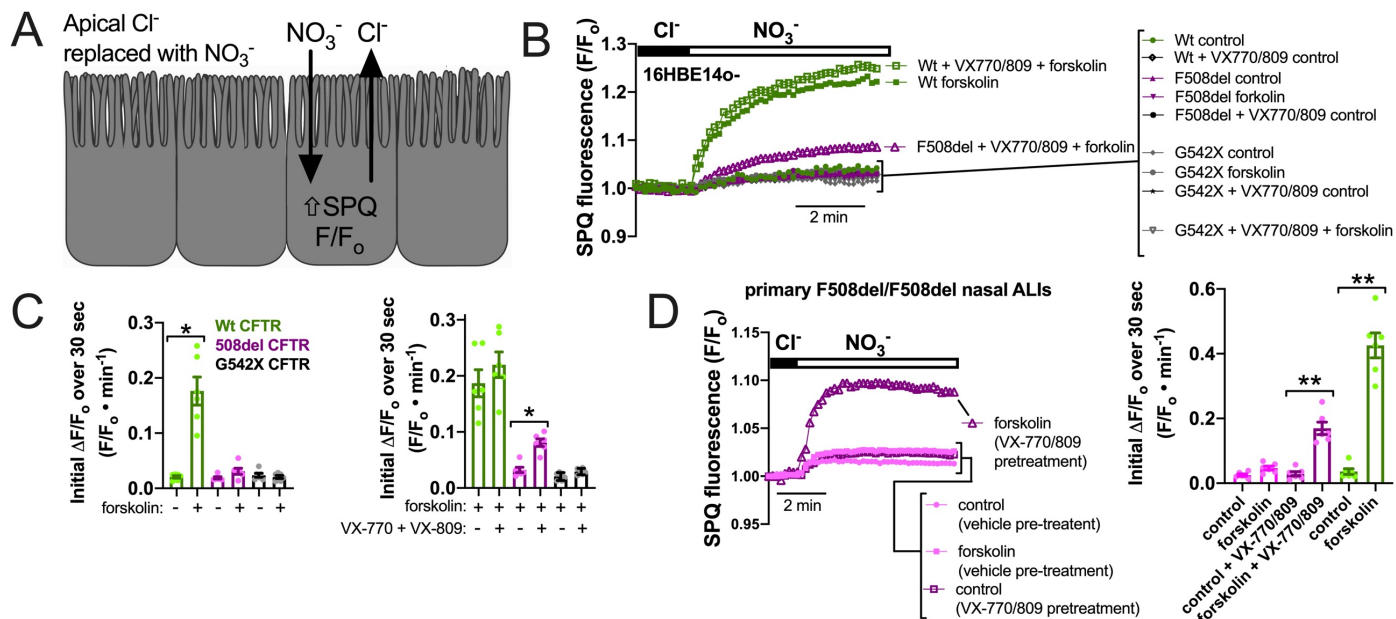 A
Apical Cl-
replaced with NO3-
NO3-
Cl-
⇧SPQ
F/Fo
B
SPQ fluorescence (F/Fo)
1.3
1.2
1.1
1.0
0.9
Cl-
NO3-
16HBE14o-
Wt + VX770/809 + forskolin
Wt forskolin
F508del + VX770/809 + forkolin
2 min
Wt control
Wt + VX770/809 control
F508del control
F508del forkolin
F508del + VX770/809 control
G542X control
G542X forskolin
G542X + VX770/809 control
G542X + VX770/809 + forskolin
C
Initial ΔF/Fo over 30 sec
(F/Fo • min-1)
0.3
0.2
0.1
0.0
*
Wt CFTR
508del CFTR
G542X CFTR
forskolin: - + - + - +
Initial ΔF/Fo over 30 sec
(F/Fo • min-1)
0.3
0.2
0.1
0.0
*
forskolin: + + + + + +
VX-770 + VX-809: - + - + - +
D
primary F508del/F508del nasal ALIs
SPQ fluorescence (F/Fo)
1.15
1.10
1.05
1.00
0.95
Cl-
NO3-
2 min
forskolin
(VX-770/809
pretreatment)
control
(vehicle pre-treatent)
forskolin
(vehicle pre-treatment)
control
(VX-770/809 pretreatment)
Initial ΔF/Fo over 30 sec
(F/Fo • min-1)
0.6
0.4
0.2
0.0
**
**
control
forskolin
control + VX-770/809
forskolin + VX-770/809
control
forskolin